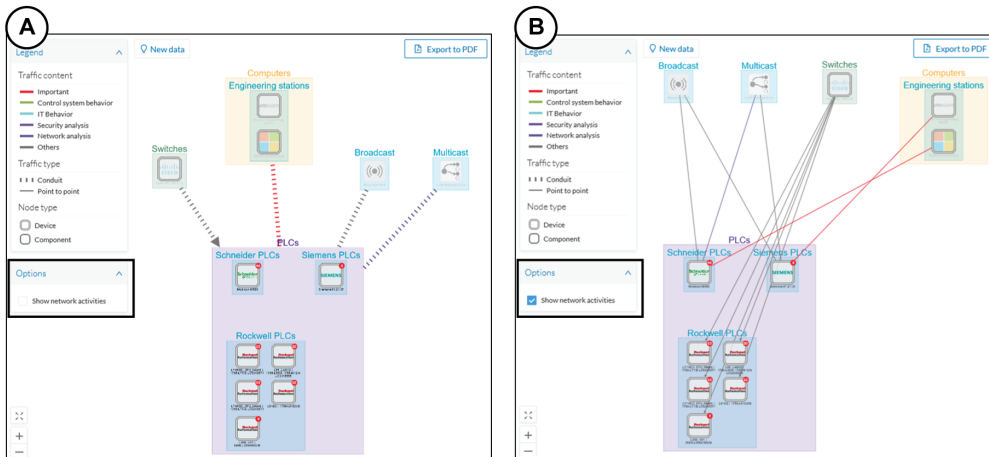 A
Legend
New data
Export to PDF
Traffic content
Important
Control system behavior
IT Behavior
Security analysis
Network analysis
Others
Traffic type
Conduit
Point to point
Node type
Device
Component
Options
Show network activities
Computers
Engineering stations
Switches
Broadcast
Multicast
PLCs
Schneider PLCs
Siemens PLCs
SIEMENS
Rockwell PLCs
B
Legend
New data
Export to PDF
Traffic content
Important
Control system behavior
IT Behavior
Security analysis
Network analysis
Others
Traffic type
Conduit
Point to point
Node type
Device
Component
Options
Show network activities
Broadcast
Multicast
Switches
Computers
Engineering stations
PLCs
Schneider PLCs
Siemens PLCs
SIEMENS
Rockwell PLCs